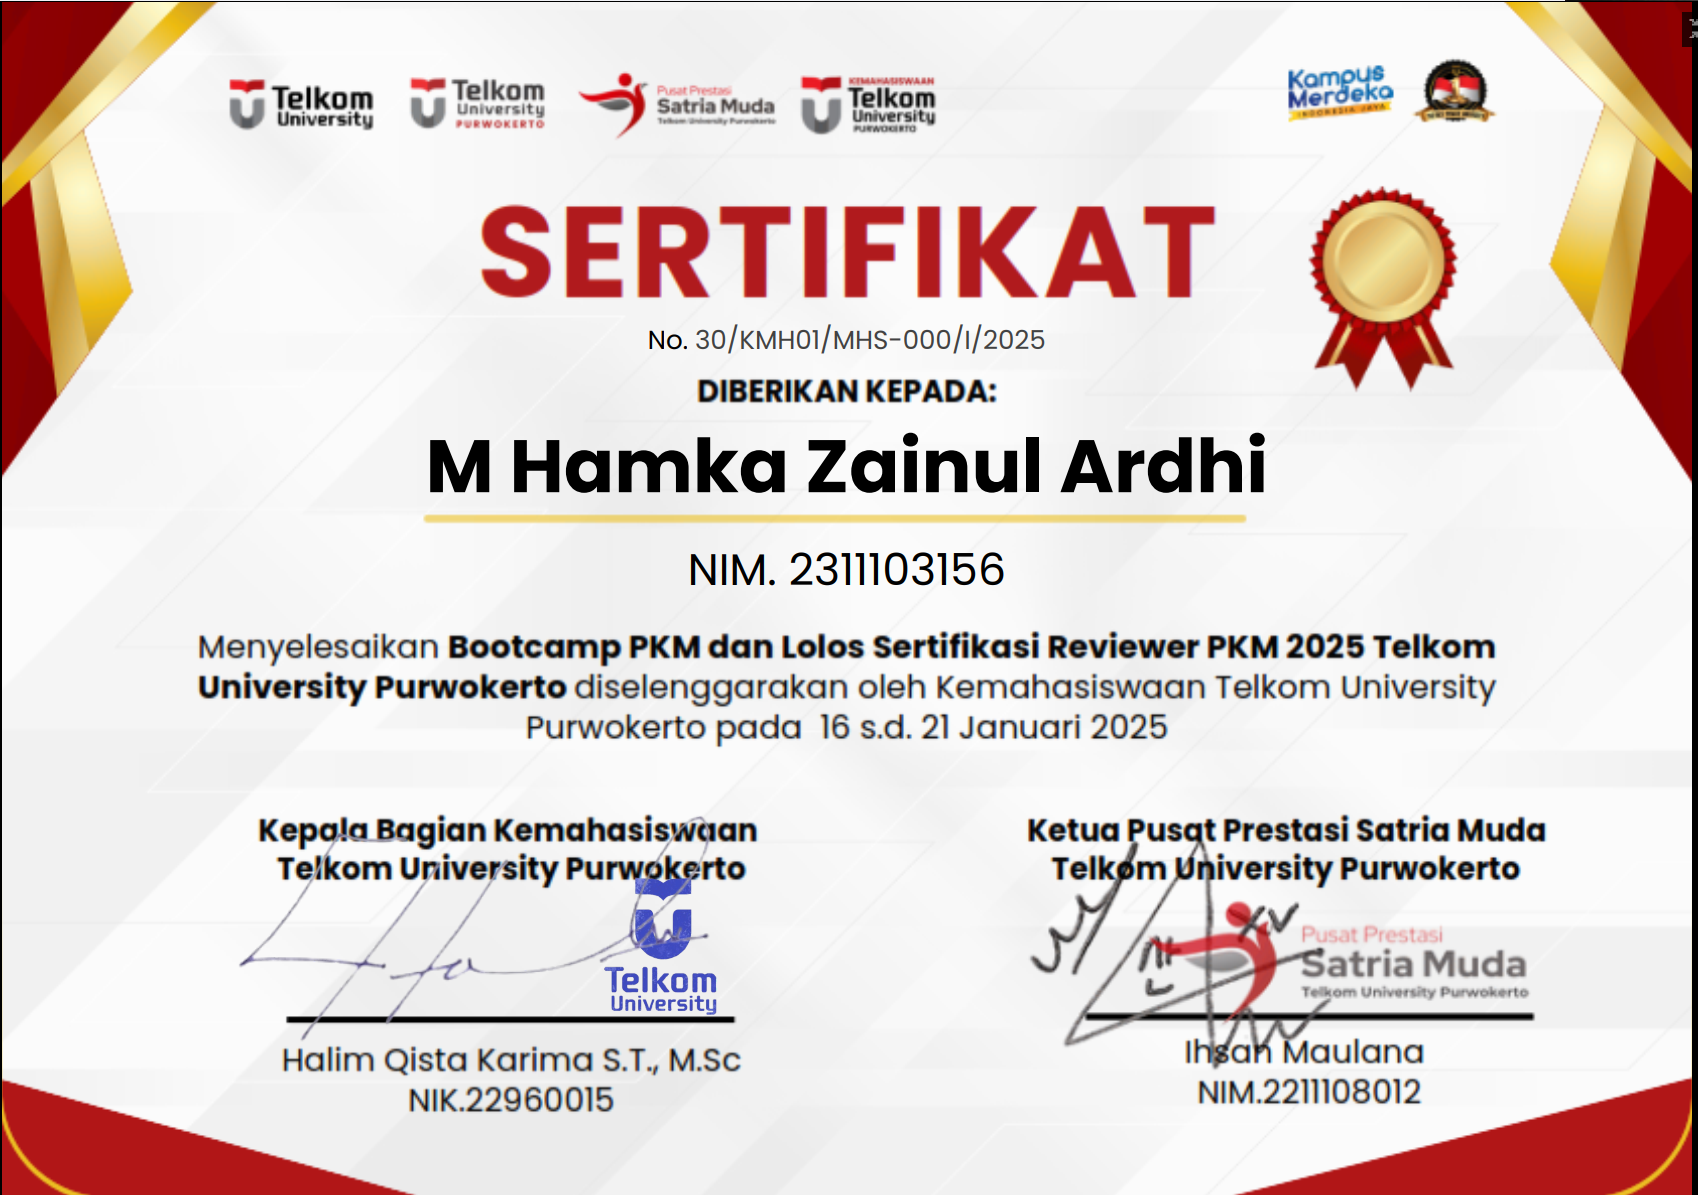 Telkom
University
Telkom
University
PURWOKERTO
Pusat Prestasi
Satria Muda
Telkom University Purwokerto
KEMAHASISWAAN
Telkom
University
PURWOKERTO
Kampus
Merdeka
INDONESIA JAYA
SERTIFIKAT
No. 30/KMH01/MHS-000/I/2025
DIBERIKAN KEPADA:
M Hamka Zainul Ardhi
NIM. 2311103156
Menyelesaikan Bootcamp PKM dan Lolos Sertifikasi Reviewer PKM 2025 Telkom
University Purwokerto diselenggarakan oleh Kemahasiswaan Telkom University
Purwokerto pada 16 s.d. 21 Januari 2025
Kepala Bagian Kemahasiswaan
Telkom University Purwokerto
Telkom
University
Halim Qista Karima S.T., M.Sc
NIK.22960015
Ketua Pusat Prestasi Satria Muda
Telkom University Purwokerto
Pusat Prestasi
Satria Muda
Telkom University Purwokerto
Ihsan Maulana
NIM.2211108012